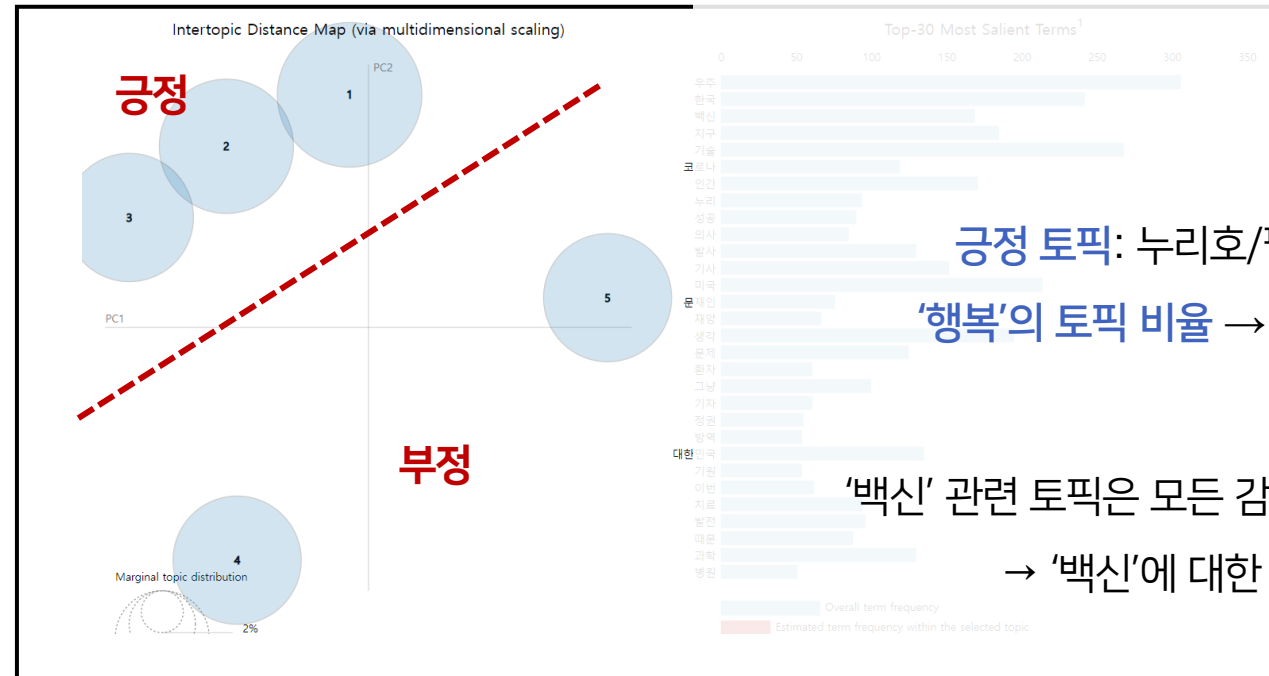 Intertopic Distance Map (via multidimensional scaling)
PC2
긍정
1
2
3
5
PC1
부정
4
Marginal topic distribution
2%
Top-30 Most Salient Terms1
0 50 100 150 200 250 300 350
우주
한국
백신
지구
기술
코로나
인간
누리
성공
의사
발사
기사
미국
문재인
재앙
생각
문제
환자
그냥
기자
정권
방역
대한민국
기원
이번
치료
발전
때문
과학
병원
Overall term frequency
Estimated term frequency within the selected topic
긍정 토픽: 누리호/
‘행복’의 토픽 비율 →
‘백신’ 관련 토픽은 모든 감
→ ‘백신’에 대한